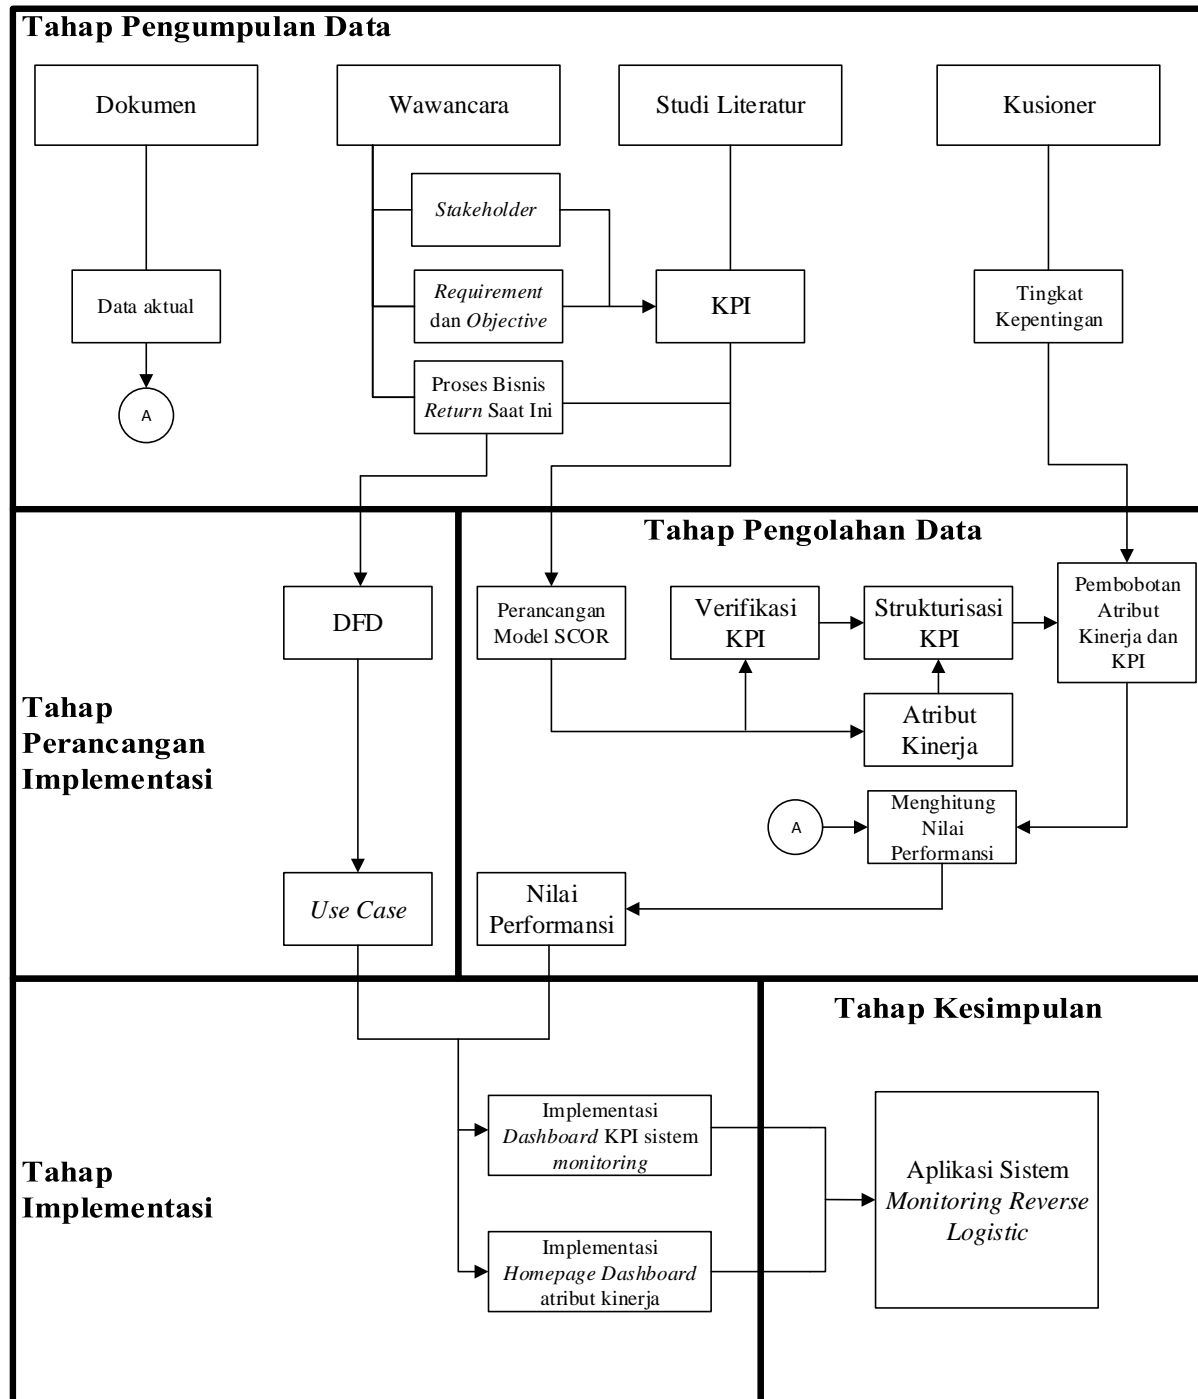 Tahap Pengumpulan Data
Dokumen
Wawancara
Studi Literatur
Kusioner
Stakeholder
Data aktual
Requirement
dan Objective
KPI
Tingkat
Kepentingan
Proses Bisnis
Return Saat Ini
A
Tahap Pengolahan Data
Tahap
Perancangan
Implementasi
DFD
Perancangan
Model SCOR
Verifikasi
KPI
Strukturisasi
KPI
Pembobotan
Atribut
Kinerja dan
KPI
Atribut
Kinerja
A
Menghitung
Nilai
Performansi
Use Case
Nilai
Performansi
Tahap Kesimpulan
Tahap
Implementasi
Implementasi
Dashboard KPI sistem
monitoring
Implementasi
Homepage Dashboard
atribut kinerja
Aplikasi Sistem
Monitoring Reverse
Logistic